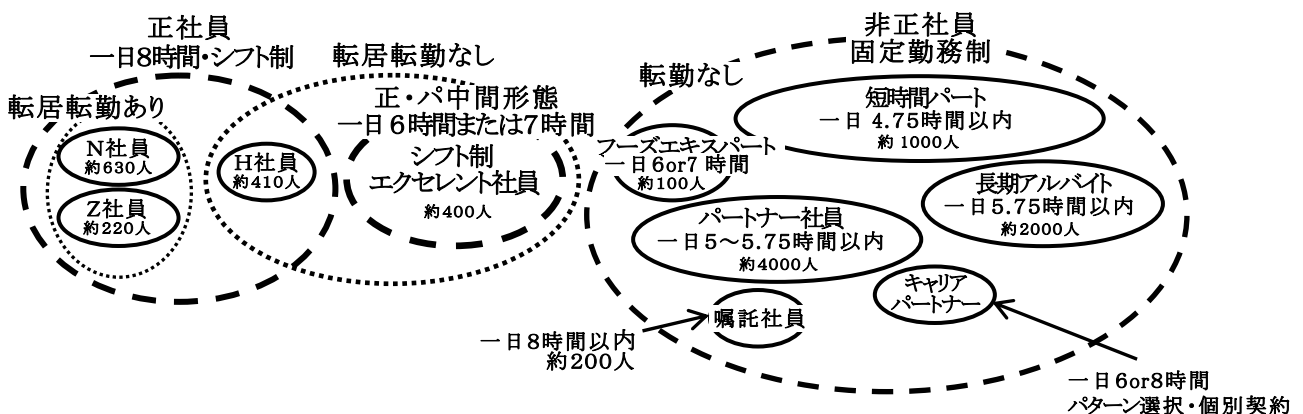 正社員
一日8時間・シフト制
転居転勤あり
N社員
約630人
Z社員
約220人
転居転勤なし
H社員
約410人
正・パ中間形態
一日6時間または7時間
シフト制
エクセレント社員
約400人
非正社員
固定勤務制
転勤なし
短時間パート
一日4.75時間以内
約1000人
フーズエキスパート
一日6or7時間
約100人
長期アルバイト
一日5.75時間以内
約2000人
パートナー社員
一日5～5.75時間以内
約4000人
キャリア
パートナー
嘱託社員
一日8時間以内
約200人
一日6or8時間
パターン選択・個別契約